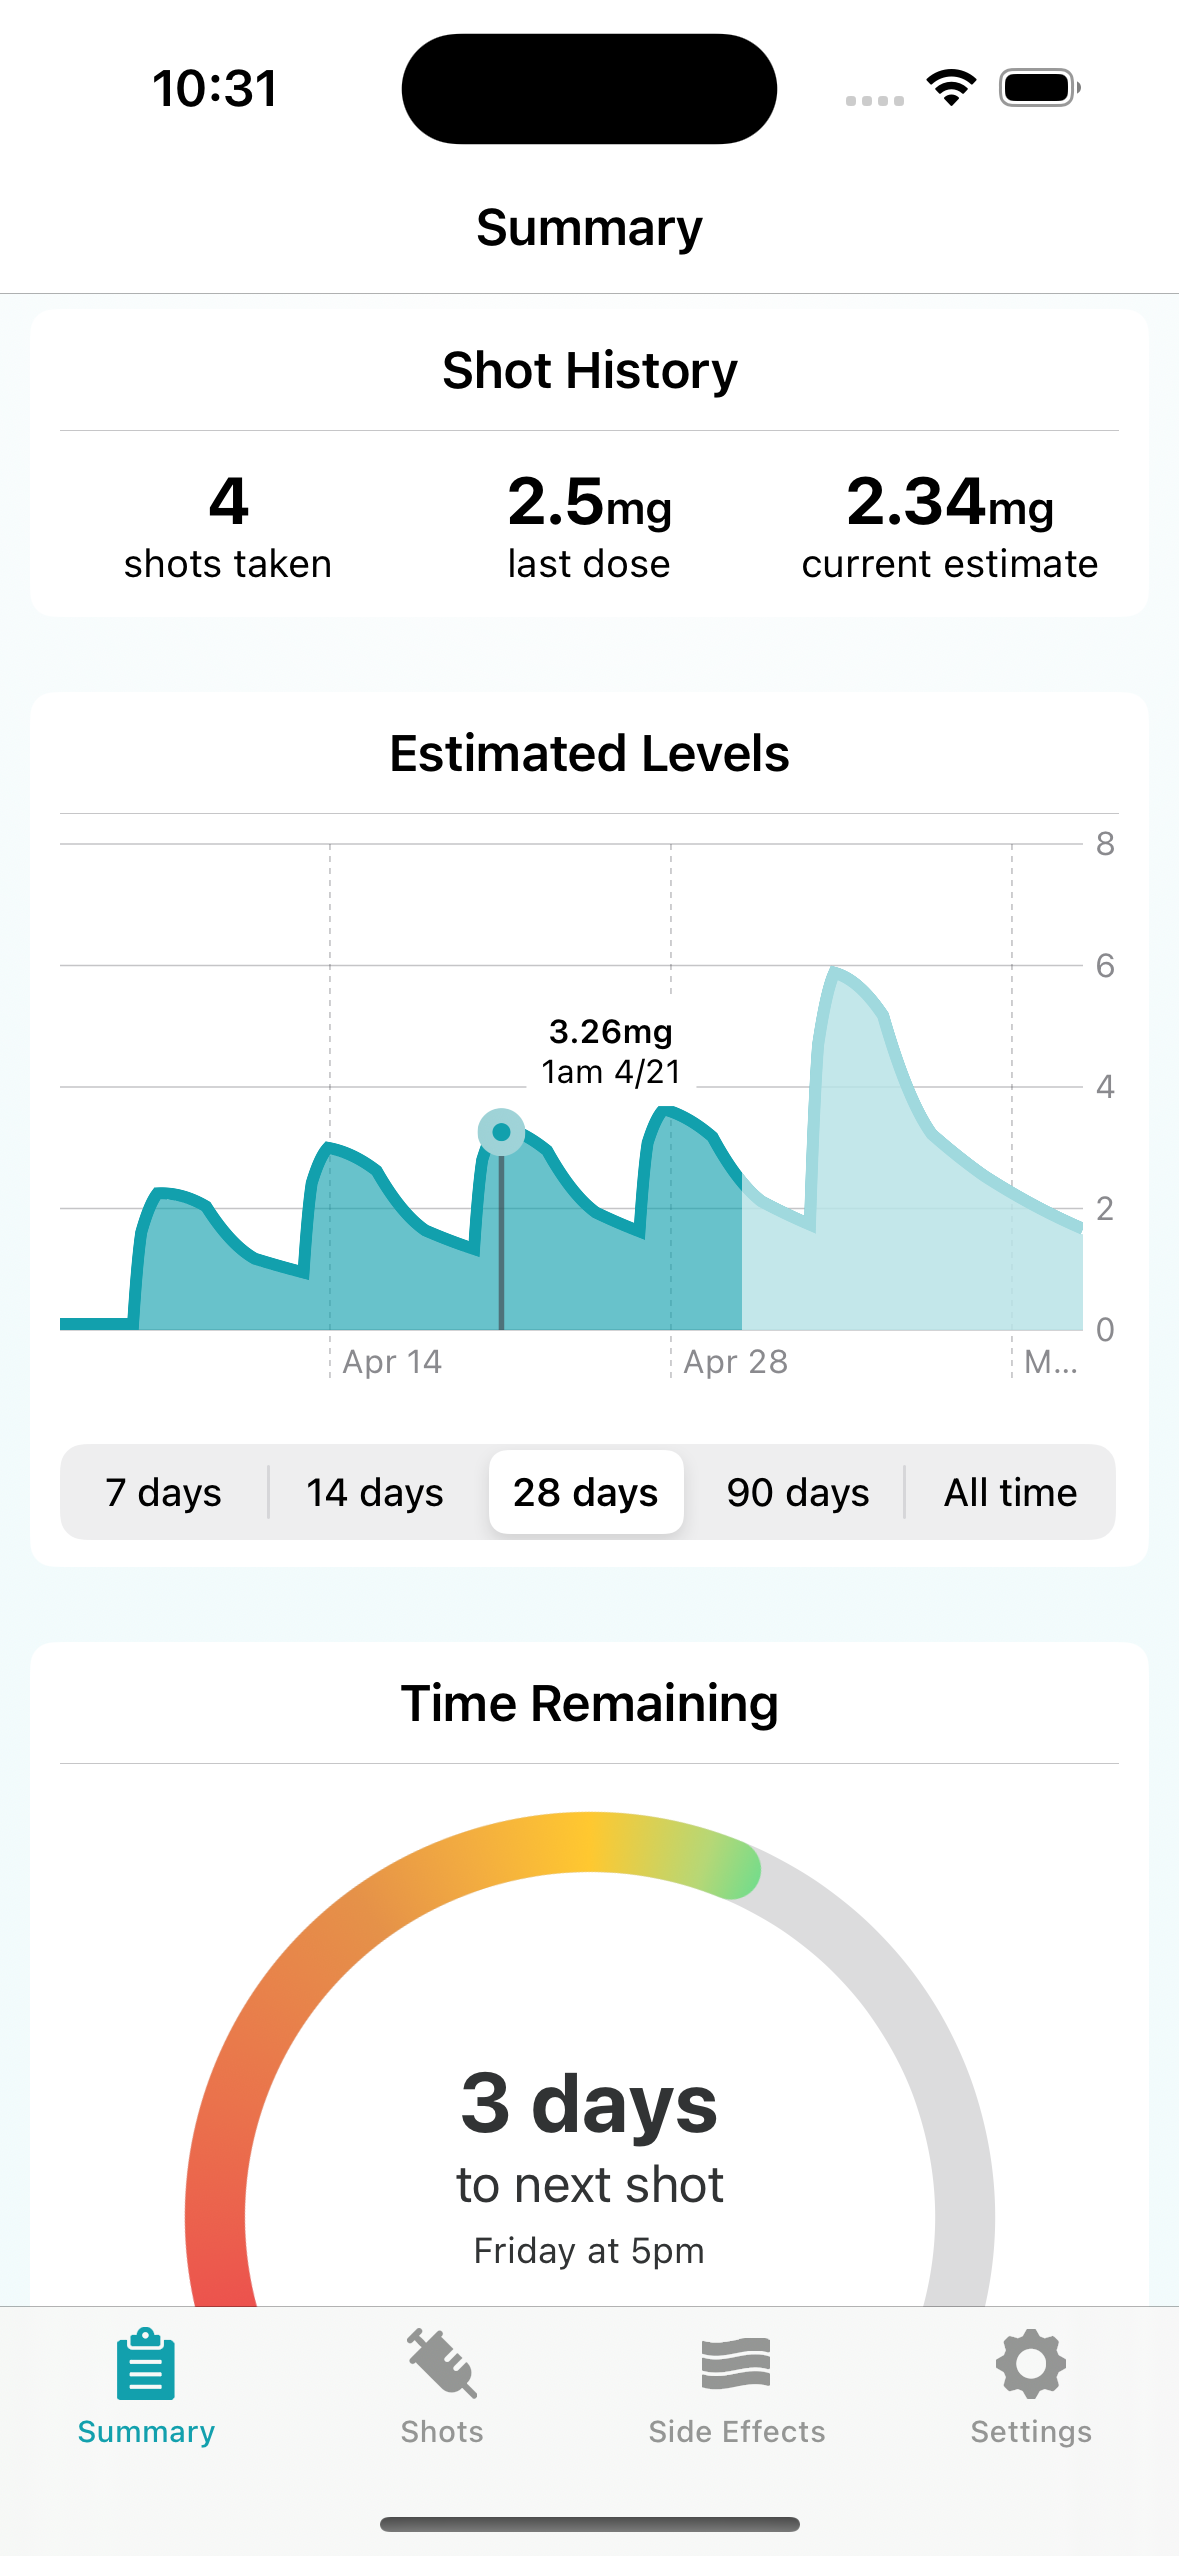 10:31
Summary
Shot History
4
2.5mg
2.34mg
shots taken
last dose
current estimate
Estimated Levels
8
6
3.26mg
1am 4/21
4
2
0
Apr 14
Apr 28
M...
7 days
14 days
28 days
90 days
All time
Time Remaining
3 days
to next shot
Friday at 5pm
Summary
Shots
Side Effects
Settings